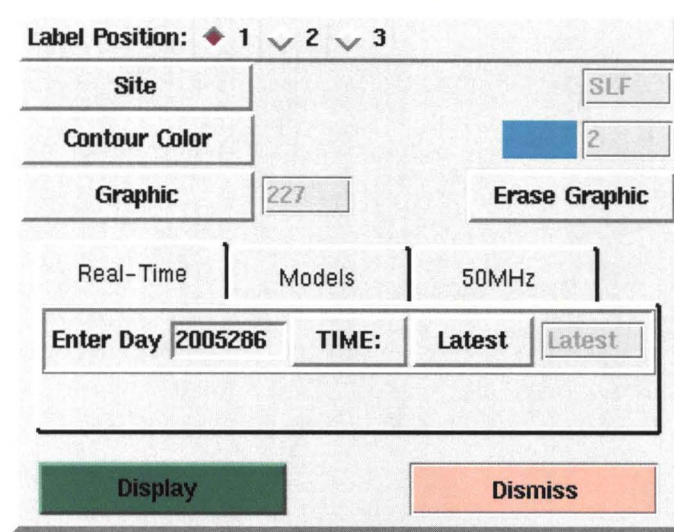 Label Position: 1 2 3
Site SLF
Contour Color 2
Graphic 227 Erase Graphic
Real-Time Models 50MHz
Enter Day 2005286 TIME: Latest Latest
Display Dismiss